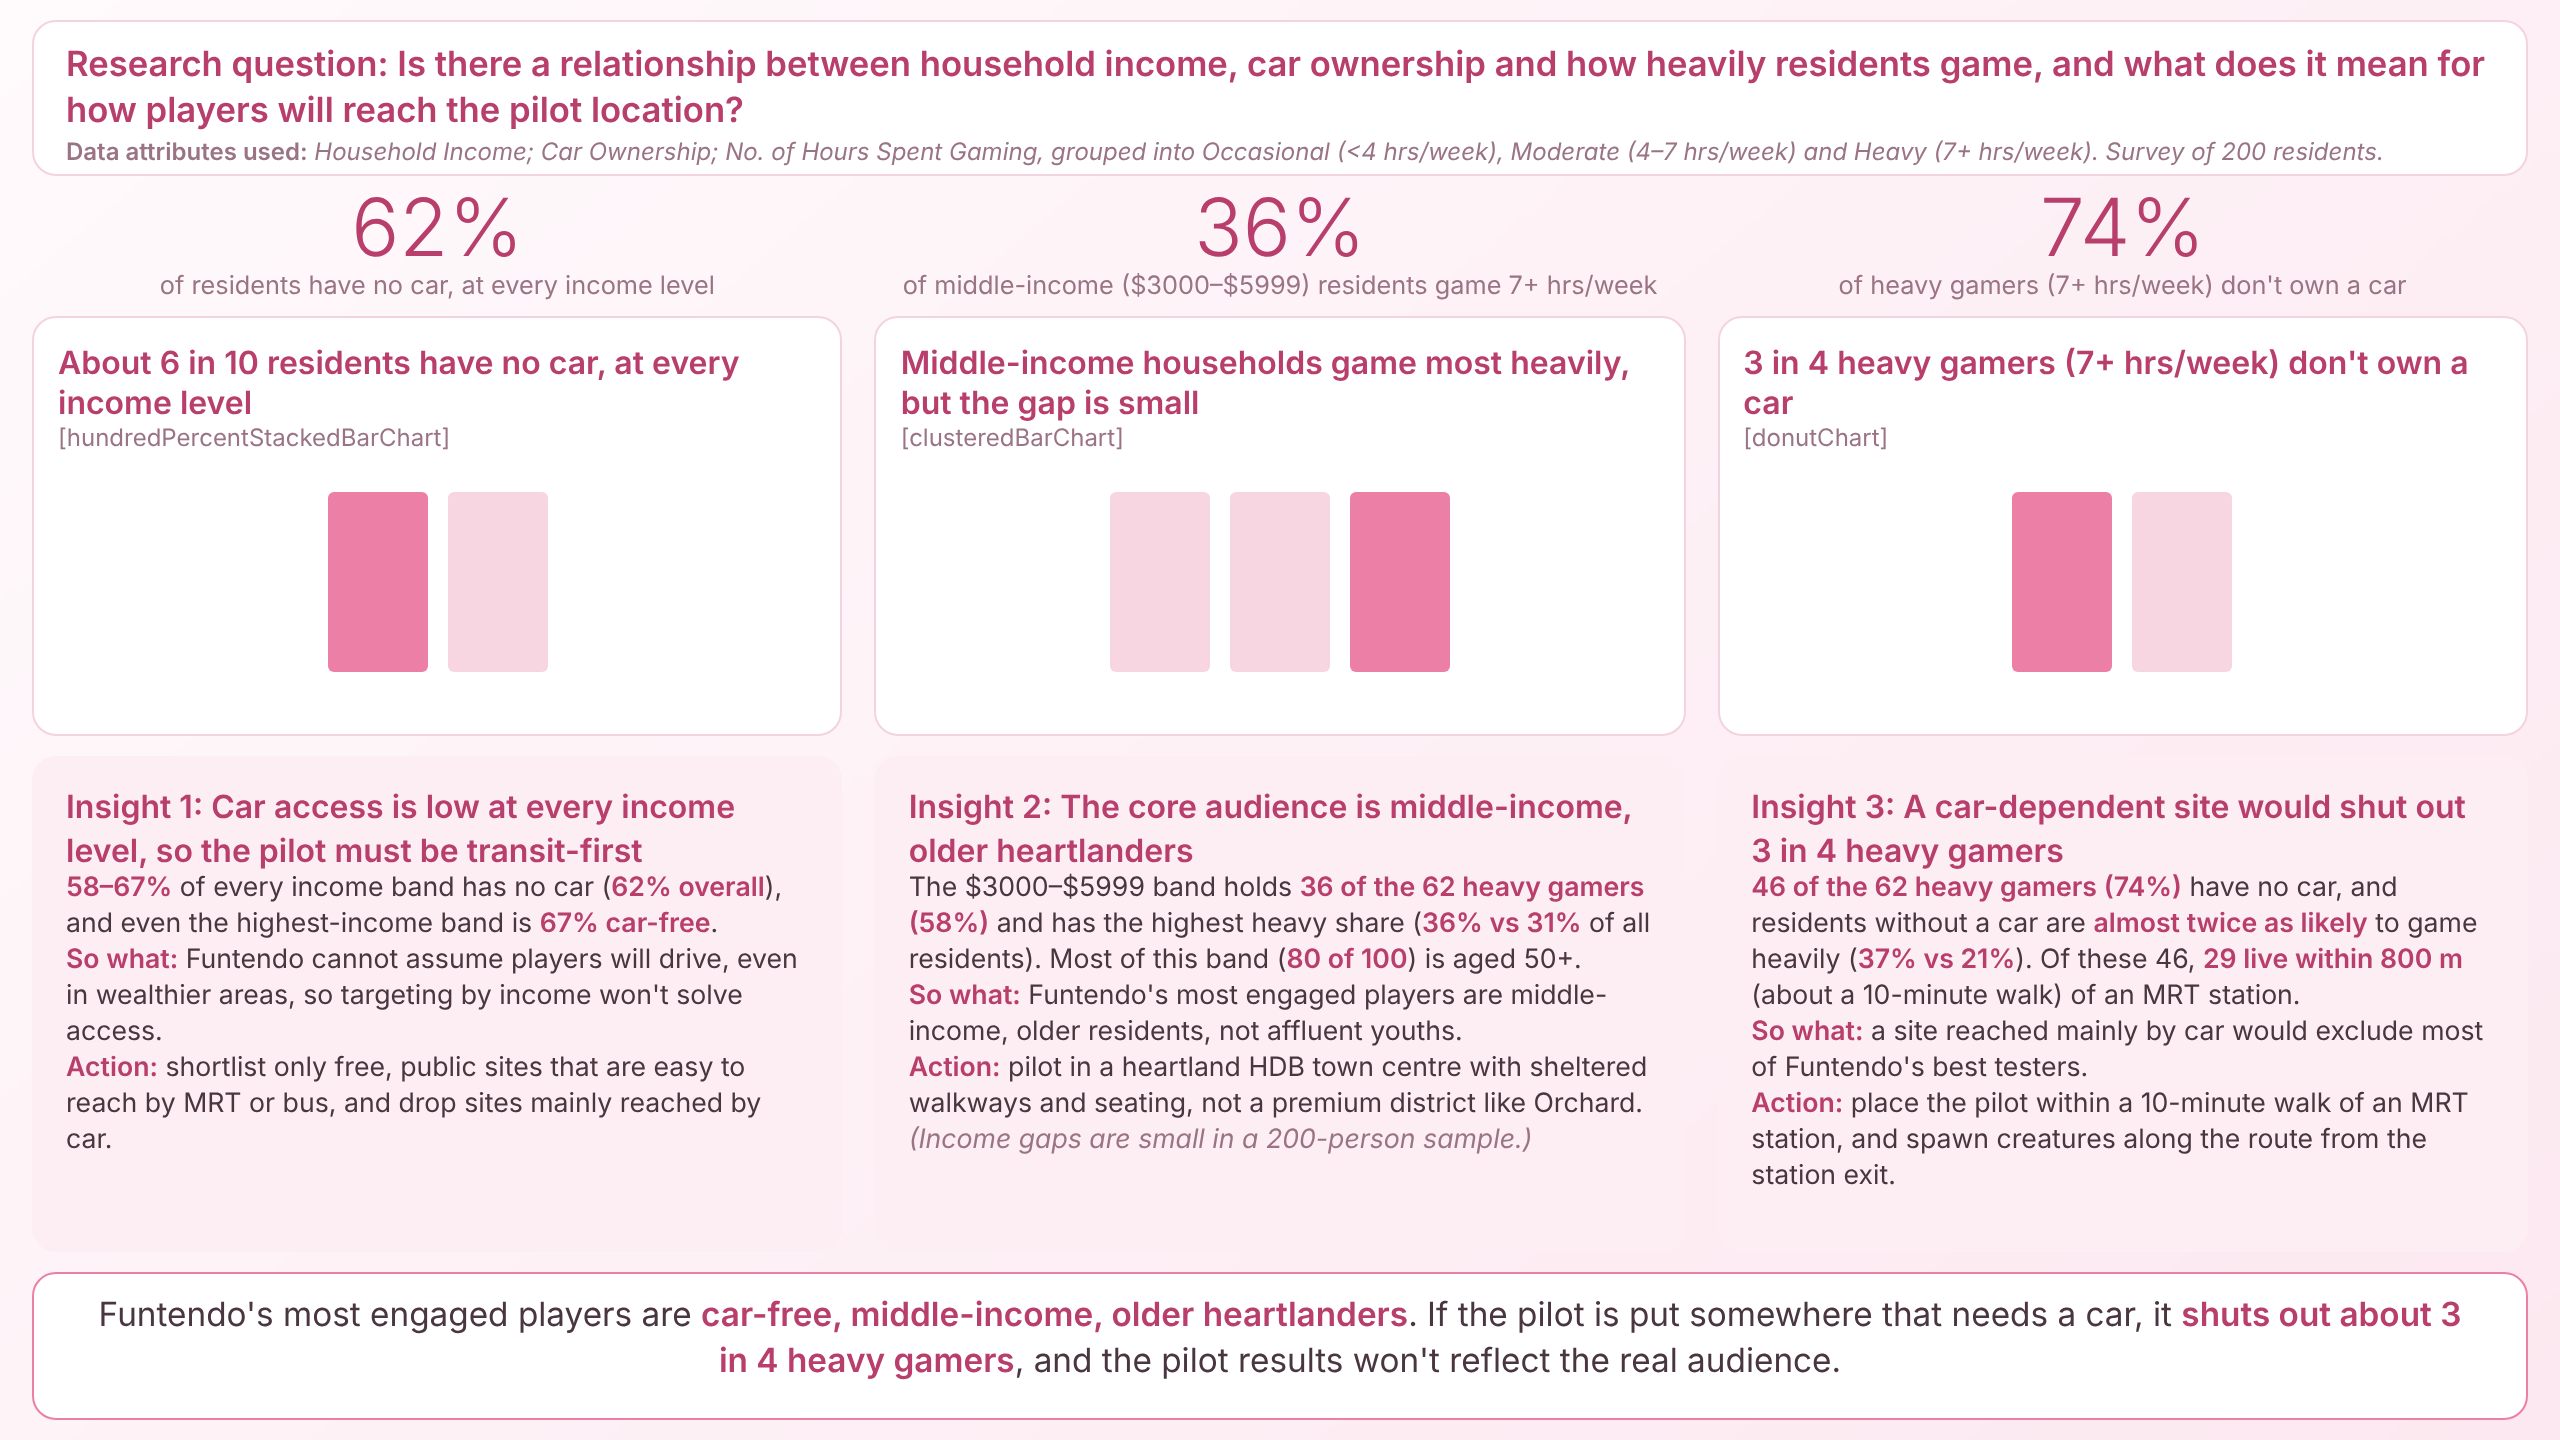 Research question: Is there a relationship between household income, car ownership and how heavily residents game, and what does it mean for
how players will reach the pilot location?
Data attributes used: Household Income; Car Ownership; No. of Hours Spent Gaming, grouped into Occasional (<4 hrs/week), Moderate (4–7 hrs/week) and Heavy (7+ hrs/week). Survey of 200 residents.
62%
of residents have no car, at every income level
36%
of middle-income ($3000–$5999) residents game 7+ hrs/week
74%
of heavy gamers (7+ hrs/week) don't own a car
About 6 in 10 residents have no car, at every
income level
[hundredPercentStackedBarChart]
Middle-income households game most heavily,
but the gap is small
[clusteredBarChart]
3 in 4 heavy gamers (7+ hrs/week) don't own a
car
[donutChart]
Insight 1: Car access is low at every income
level, so the pilot must be transit-first
58–67% of every income band has no car (62% overall),
and even the highest-income band is 67% car-free.
So what: Funtendo cannot assume players will drive, even
in wealthier areas, so targeting by income won't solve
access.
Action: shortlist only free, public sites that are easy to
reach by MRT or bus, and drop sites mainly reached by
car.
Insight 2: The core audience is middle-income,
older heartlanders
The $3000–$5999 band holds 36 of the 62 heavy gamers
(58%) and has the highest heavy share (36% vs 31% of all
residents). Most of this band (80 of 100) is aged 50+.
So what: Funtendo's most engaged players are middle-
income, older residents, not affluent youths.
Action: pilot in a heartland HDB town centre with sheltered
walkways and seating, not a premium district like Orchard.
(Income gaps are small in a 200-person sample.)
Insight 3: A car-dependent site would shut out
3 in 4 heavy gamers
46 of the 62 heavy gamers (74%) have no car, and
residents without a car are almost twice as likely to game
heavily (37% vs 21%). Of these 46, 29 live within 800 m
(about a 10-minute walk) of an MRT station.
So what: a site reached mainly by car would exclude most
of Funtendo's best testers.
Action: place the pilot within a 10-minute walk of an MRT
station, and spawn creatures along the route from the
station exit.
Funtendo's most engaged players are car-free, middle-income, older heartlanders. If the pilot is put somewhere that needs a car, it shuts out about 3
in 4 heavy gamers, and the pilot results won't reflect the real audience.